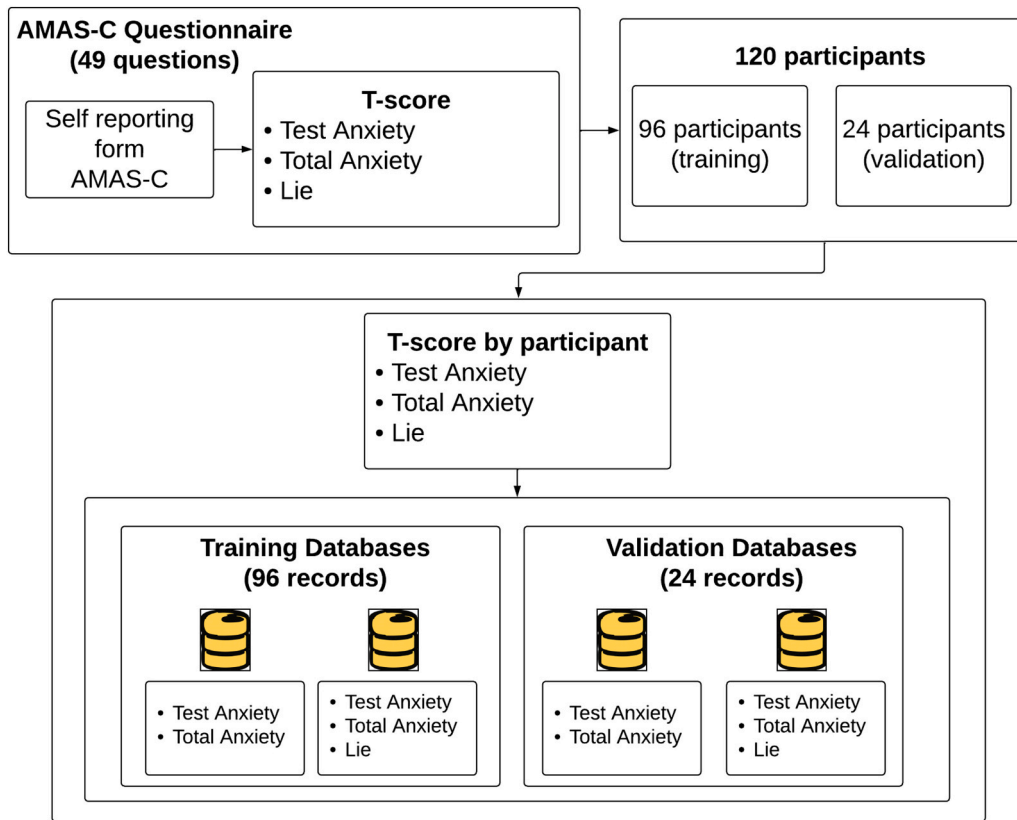 AMAS-C Questionnaire
(49 questions)
Self reporting
form
AMAS-C
T-score
• Test Anxiety
• Total Anxiety
• Lie
120 participants
96 participants
(training)
24 participants
(validation)
T-score by participant
• Test Anxiety
• Total Anxiety
• Lie
Training Databases
(96 records)
• Test Anxiety
• Total Anxiety
• Test Anxiety
• Total Anxiety
• Lie
Validation Databases
(24 records)
• Test Anxiety
• Total Anxiety
• Test Anxiety
• Total Anxiety
• Lie